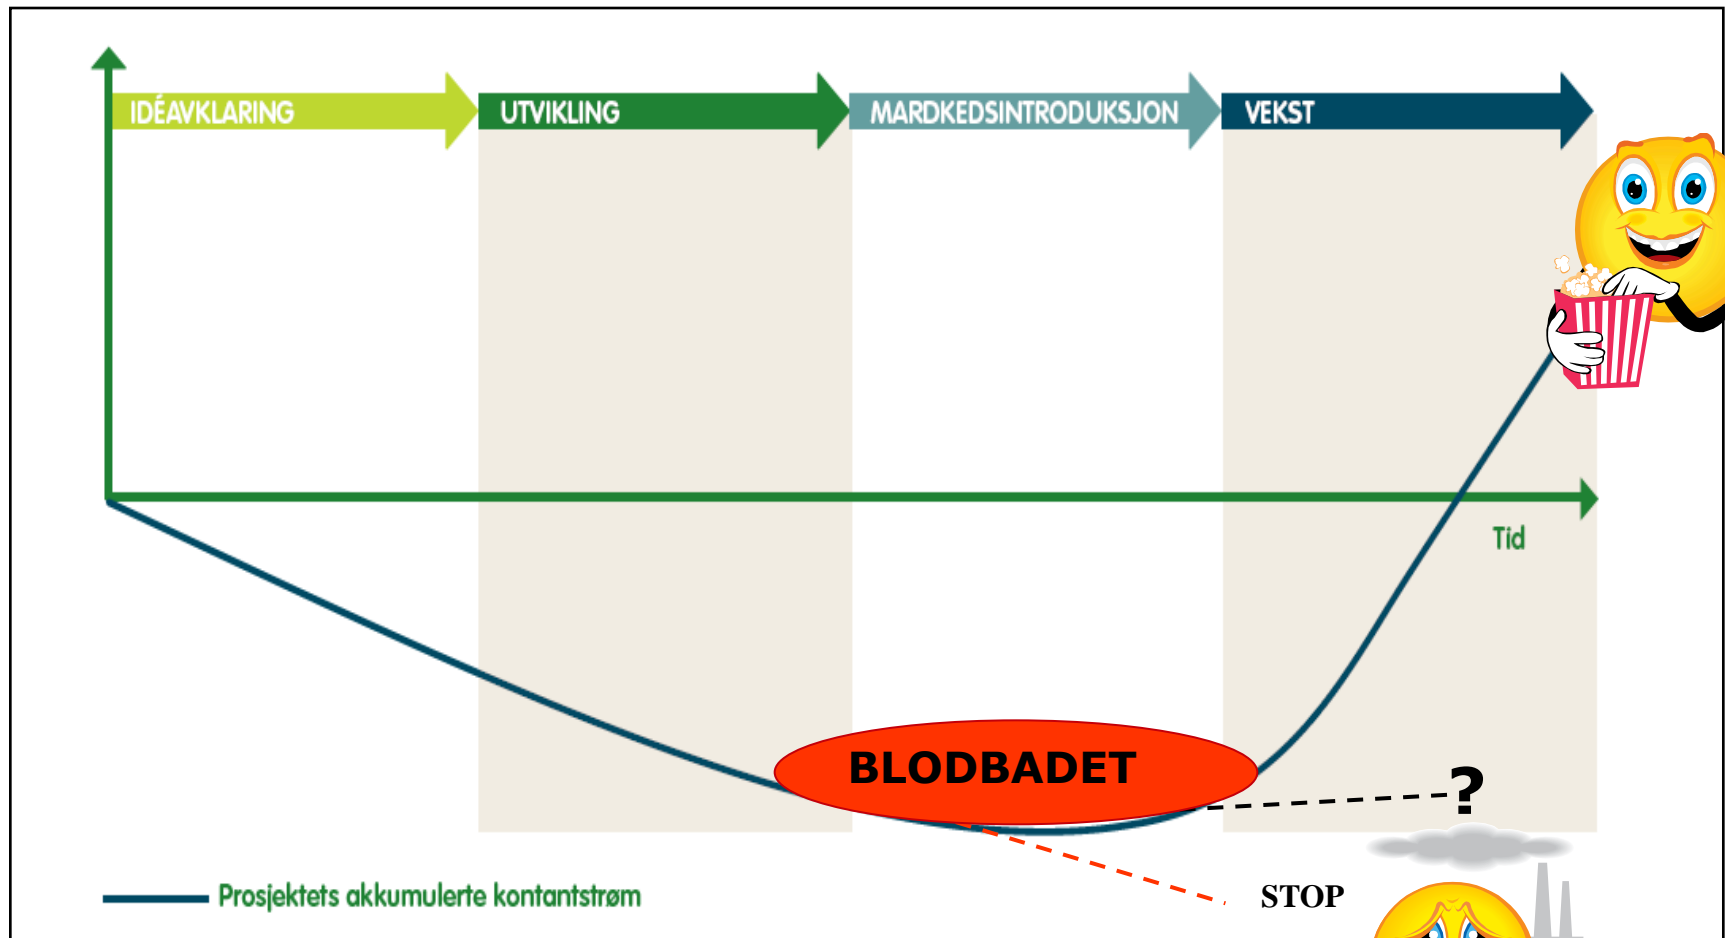 IDÉAVKLARING
UTVIKLING
MARDKEDSINTRODUKSJON
VEKST
Tid
BLODBADET
?
STOP
Prosjektets akkumulerte kontantstrøm